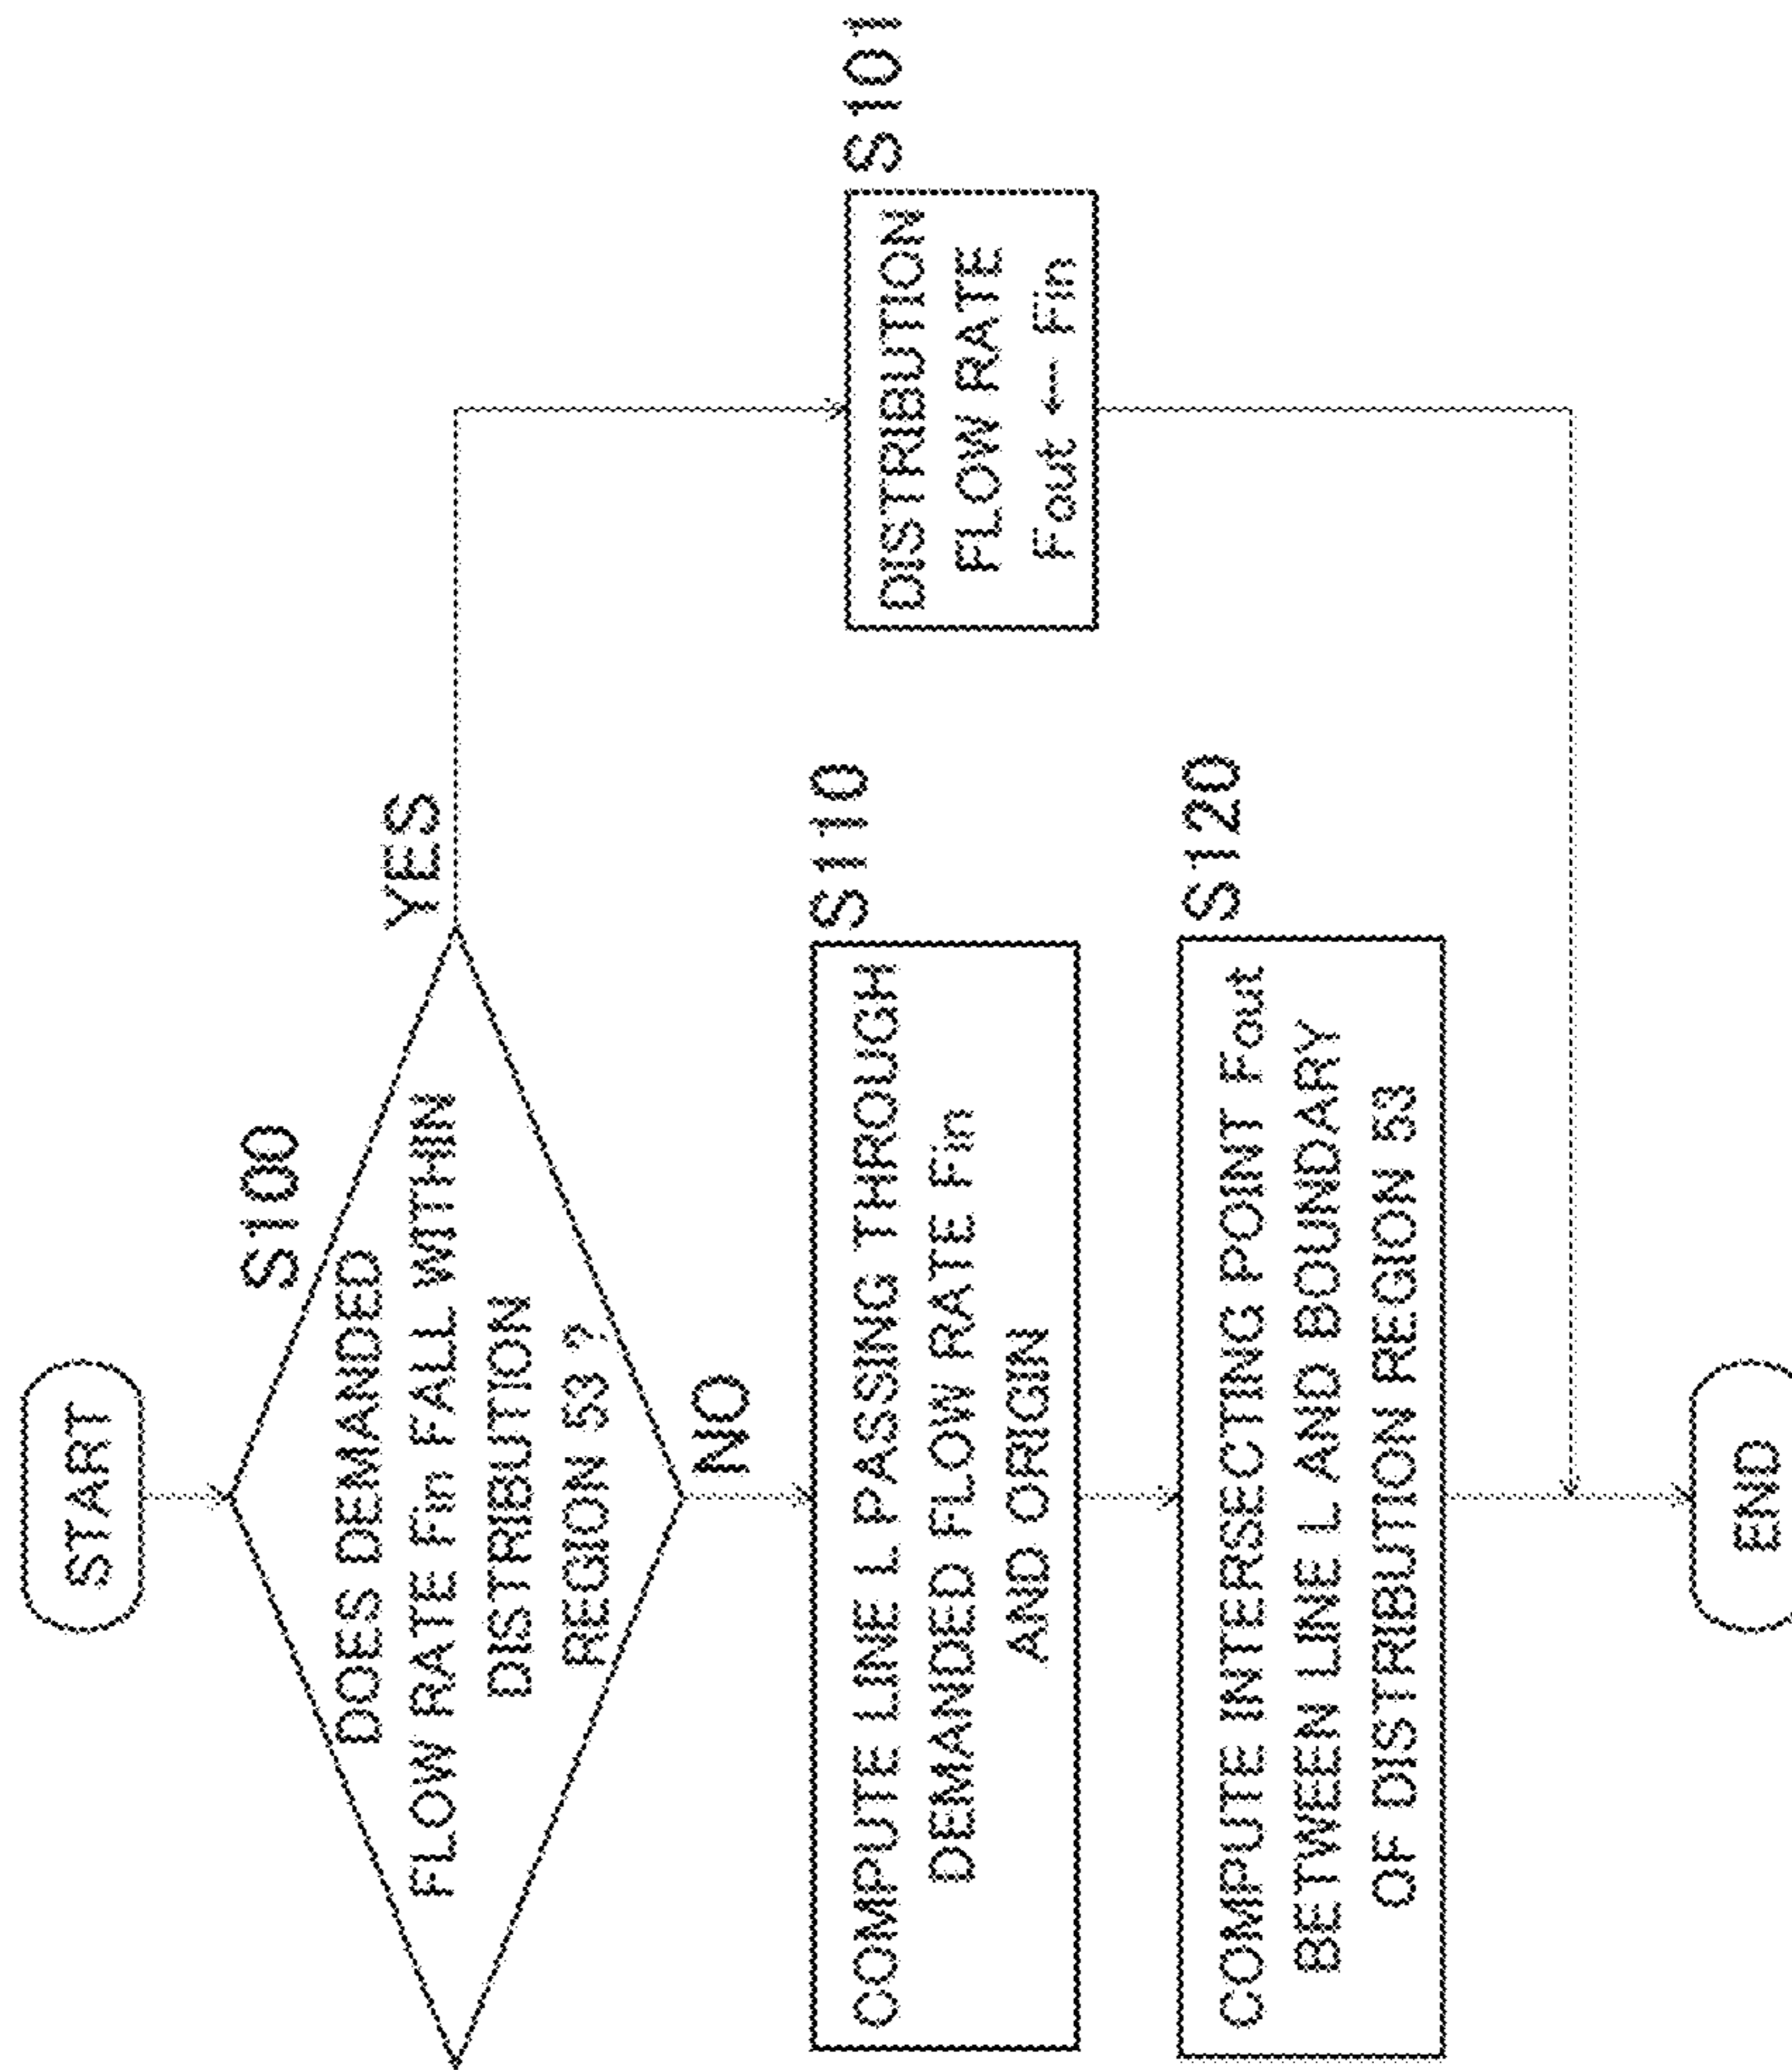 START
S100
DOES DEMANDED
FLOW RATE Fin FALL WITHIN
DISTRIBUTION
REGION 53 ?
YES
NO
S110
COMPUTE LINE L PASSING THROUGH
DEMANDED FLOW RATE Fin
AND ORIGIN
S101
DISTRIBUTION
FLOW RATE
Fout ← Fin
S120
COMPUTE INTERSECTING POINT Fout
BETWEEN LINE L AND BOUNDARY
OF DISTRIBUTION REGION 53
END